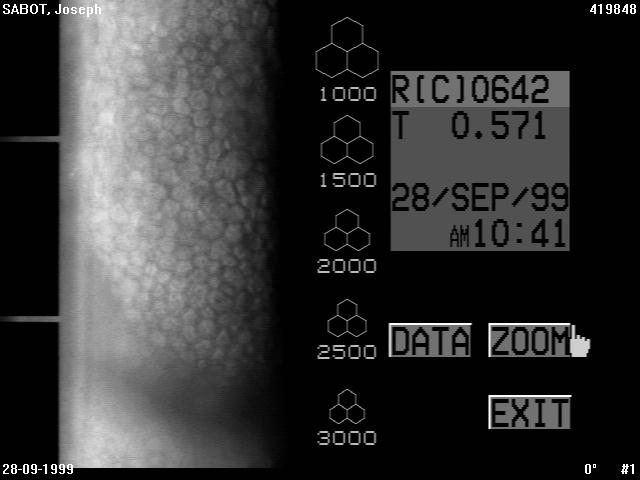 SABOT, Joseph
419848
1000
1500
2000
2500
3000
R[C]0642
T 0.571
28/SEP/99
AM10:41
DATA
ZOOM
EXIT
28-09-1999
0° #1